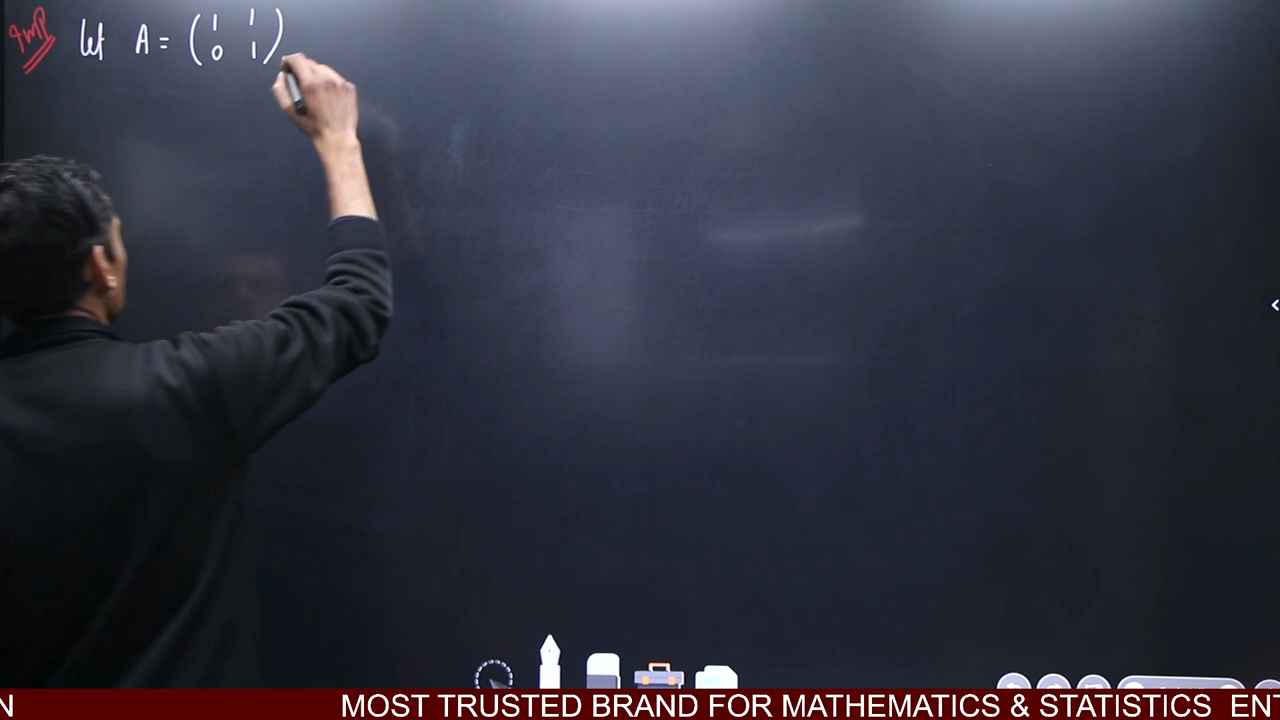 Imp let A = ( 1 1
0 1 )
N MOST TRUSTED BRAND FOR MATHEMATICS & STATISTICS ENT